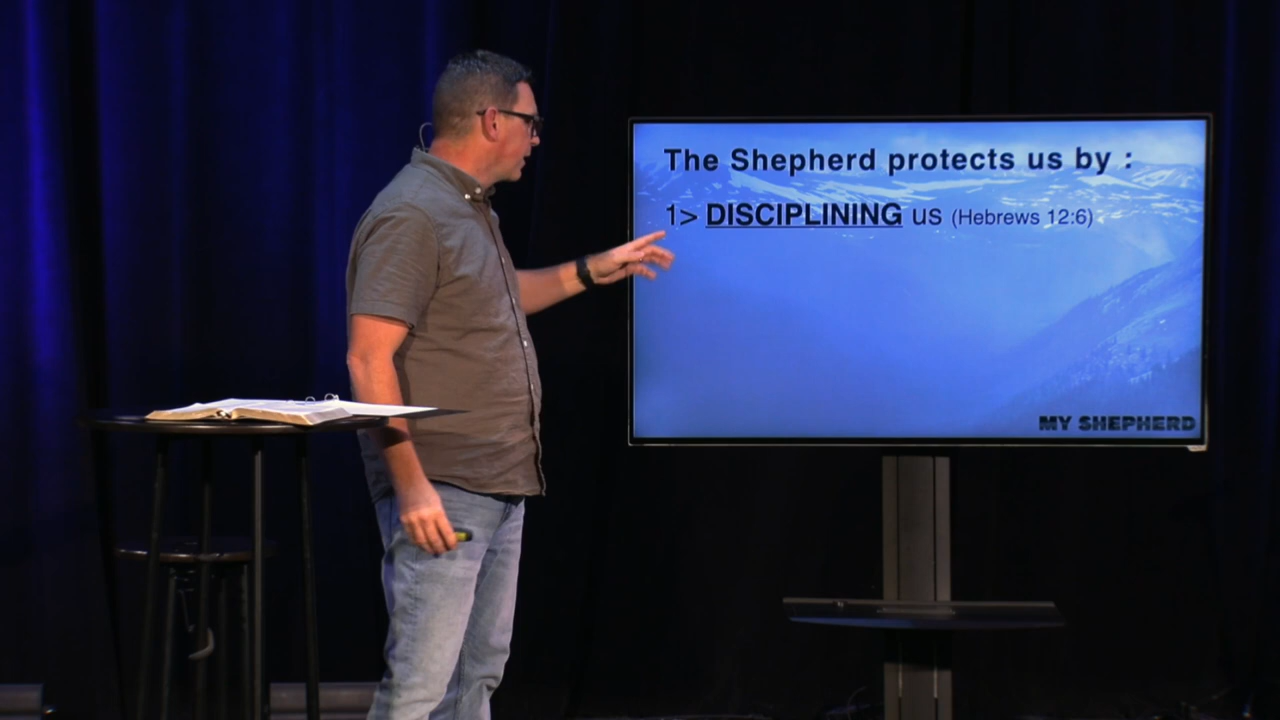 The Shepherd protects us by :
1> DISCIPLINING us (Hebrews 12:6)
MY SHEPHERD